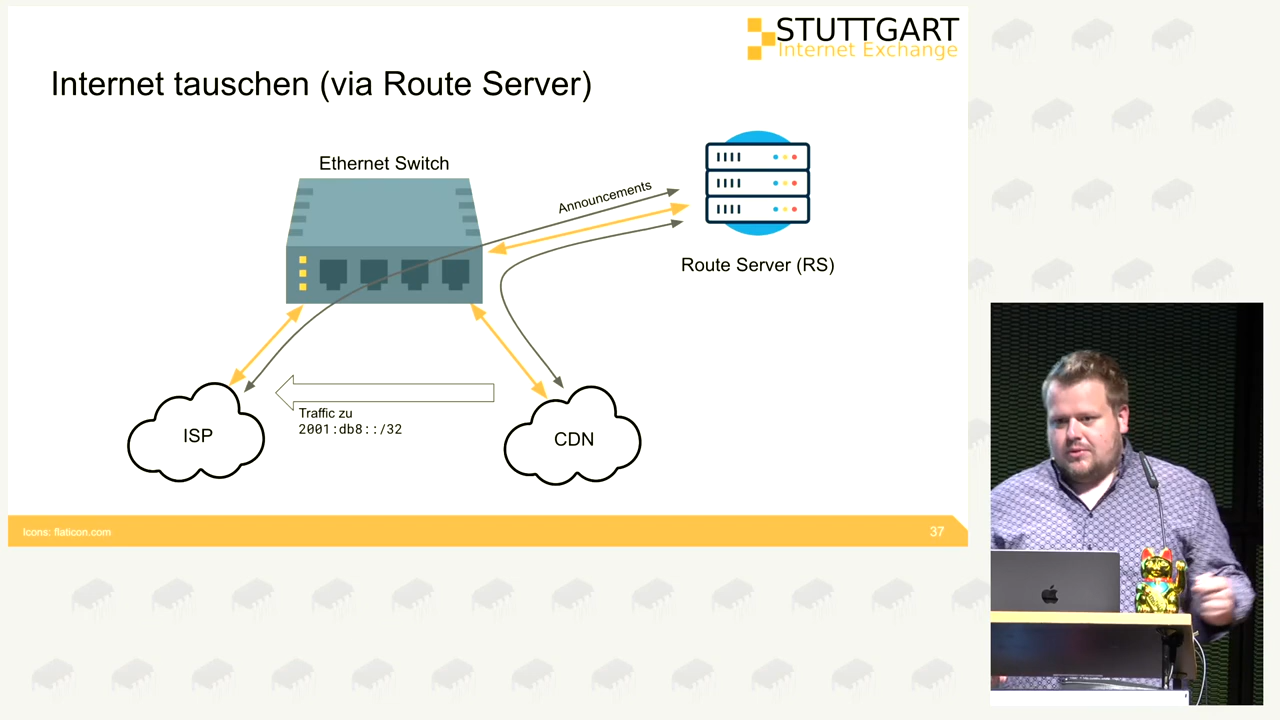 STUTTGART
Internet Exchange
Internet tauschen (via Route Server)
Ethernet Switch
Announcements
Route Server (RS)
ISP
Traffic zu
2001:db8::/32
CDN
Icons: flaticon.com
37